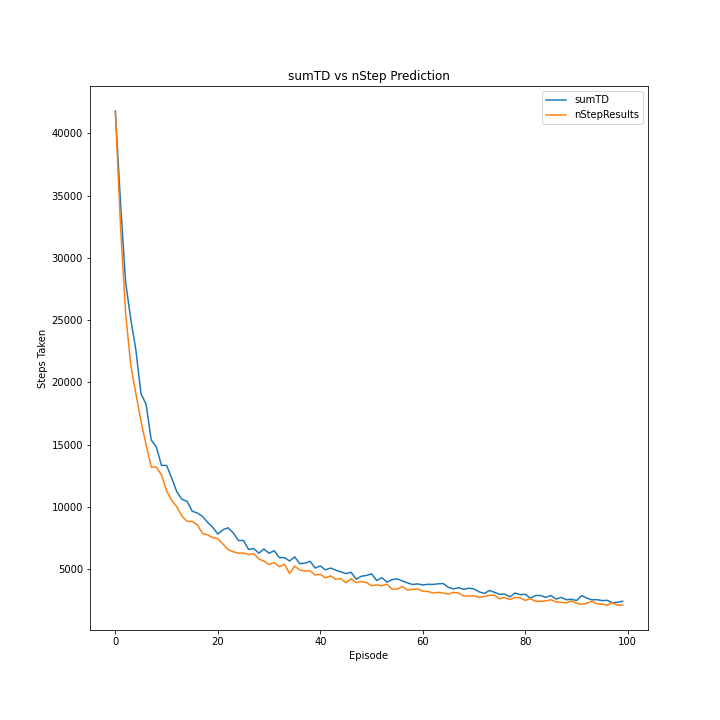 sumTD vs nStep Prediction
sumTD
nStepResults
40000
35000
30000
25000
20000
15000
10000
5000
Steps Taken
0 20 40 60 80 100
Episode